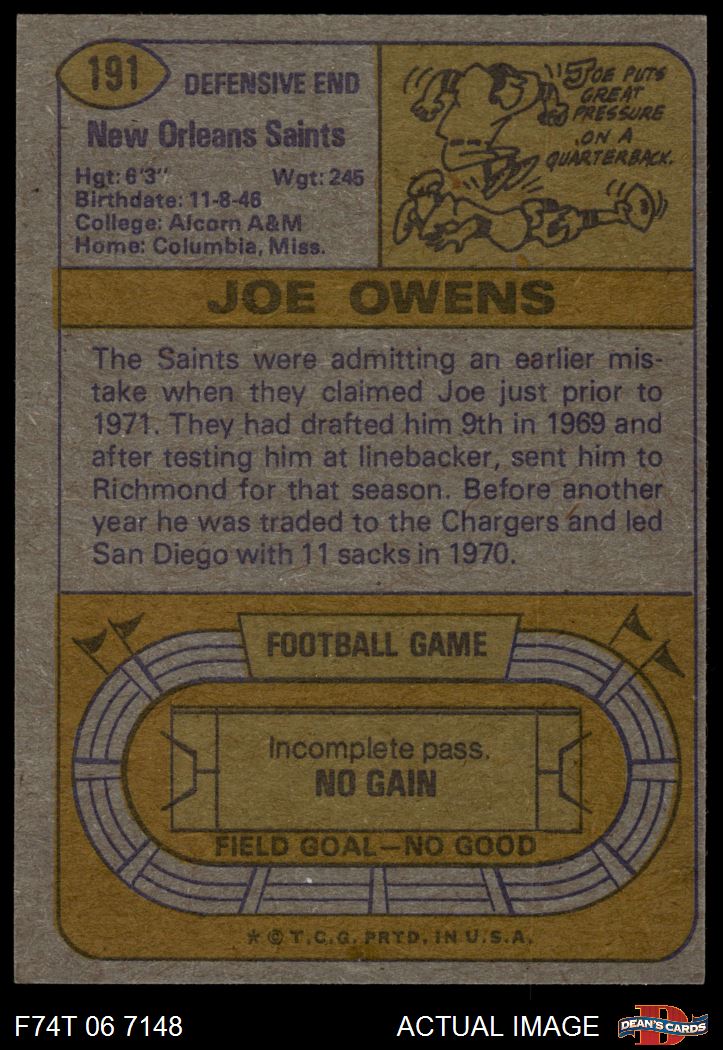 191
DEFENSIVE END
New Orleans Saints
Hgt: 6'3" Wgt: 245
Birthdate: 11-8-46
College: Alcorn A&M
Home: Columbia, Miss.
JOE PUTS
GREAT
PRESSURE
ON A
QUARTERBACK.
JOE OWENS
The Saints were admitting an earlier mis-
take when they claimed Joe just prior to
1971. They had drafted him 9th in 1969 and
after testing him at linebacker, sent him to
Richmond for that season. Before another
year he was traded to the Chargers and led
San Diego with 11 sacks in 1970.
FOOTBALL GAME
Incomplete pass.
NO GAIN
FIELD GOAL—NO GOOD
* © T.C.G. PRTD. IN U.S.A.
F74T 06 7148
ACTUAL IMAGE
D
DEAN'S CARDS